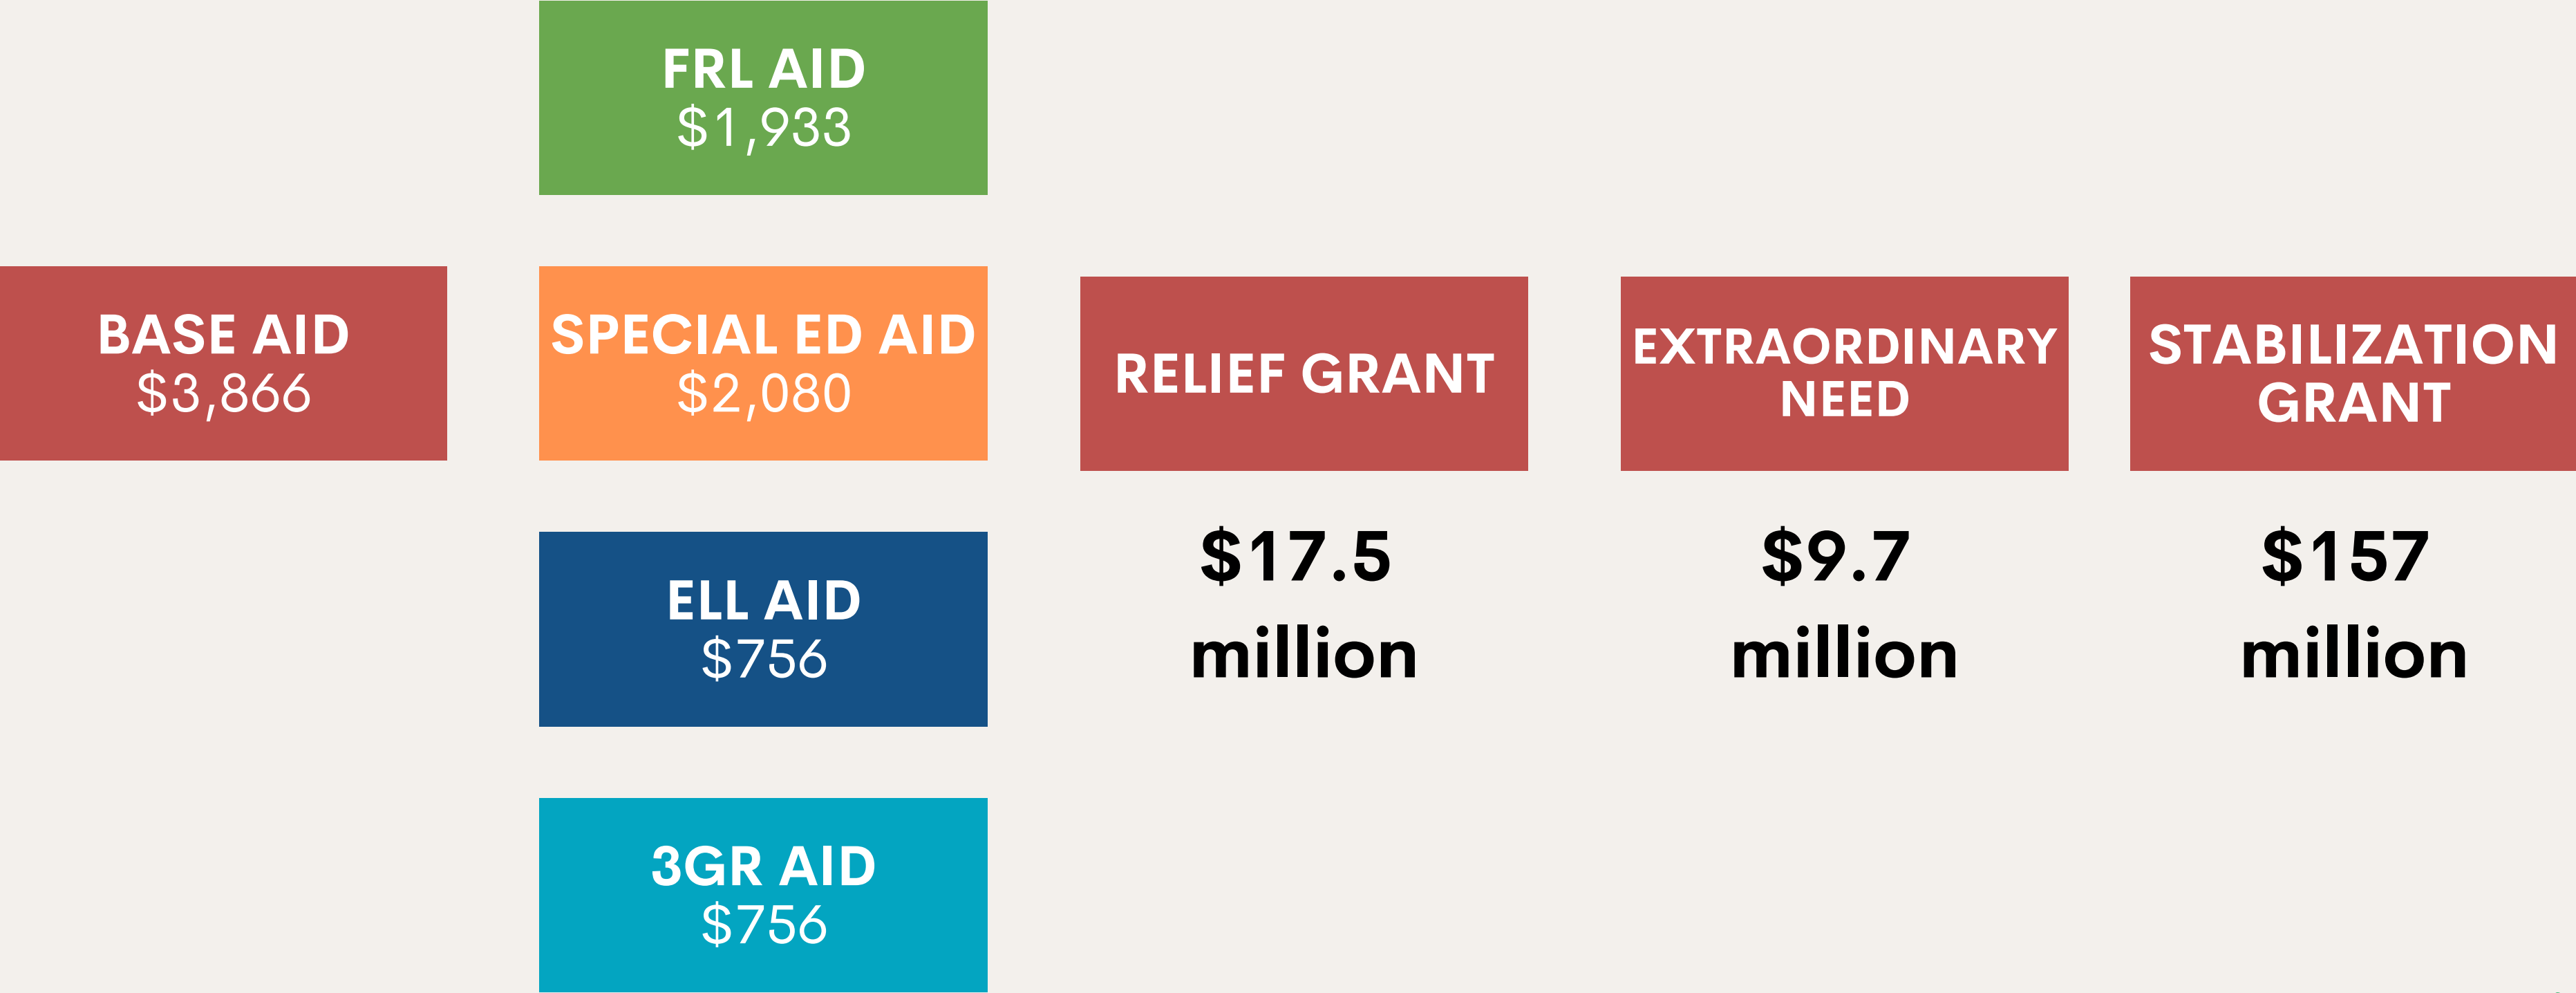 FRL AID
$1,933
BASE AID
$3,866
SPECIAL ED AID
$2,080
ELL AID
$756
3GR AID
$756
RELIEF GRANT
$17.5
million
EXTRAORDINARY
NEED
$9.7
million
STABILIZATION
GRANT
$157
million